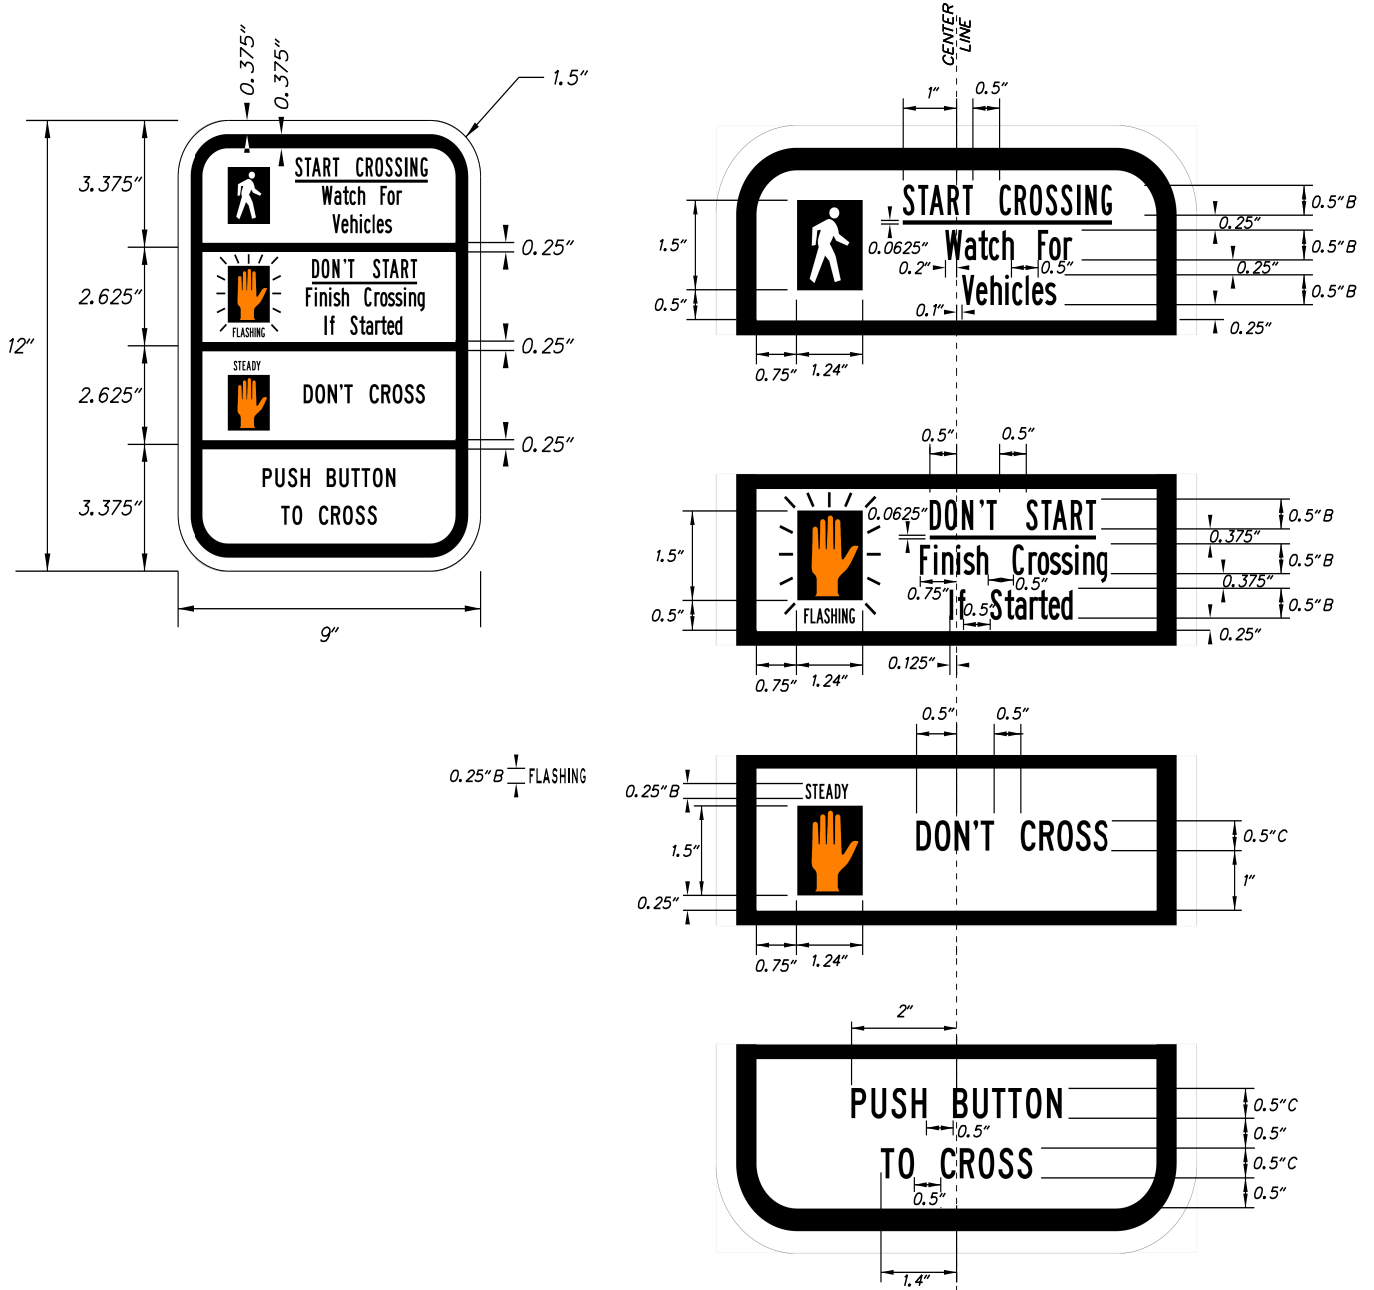 0.375"
0.375"
1.5"
12"
3.375"
2.625"
2.625"
3.375"
START CROSSING
Watch For
Vehicles
0.25"
DON'T START
Finish Crossing
If Started
FLASHING
0.25"
STEADY
DON'T CROSS
0.25"
PUSH BUTTON
TO CROSS
9"
CENTER
LINE
1"
0.5"
START CROSSING
Watch For
Vehicles
1.5"
0.5"
0.0625"
0.2"
0.5"
0.1"
0.75"
1.24"
0.5"B
0.25"
0.5"B
0.25"
0.5"B
0.25"
0.5"
0.5"
DON'T START
Finish Crossing
If Started
FLASHING
1.5"
0.5"
0.0625"
0.75"
0.5"
0.5"
0.75"
1.24"
0.125"
0.5"B
0.375"
0.5"B
0.375"
0.5"B
0.25"
0.25"B FLASHING
0.5"
0.5"
0.25"B
STEADY
DON'T CROSS
1.5"
0.25"
0.75"
1.24"
0.5"C
1"
2"
PUSH BUTTON
0.5"
TO CROSS
0.5"
1.4"
0.5"C
0.5"
0.5"C
0.5"